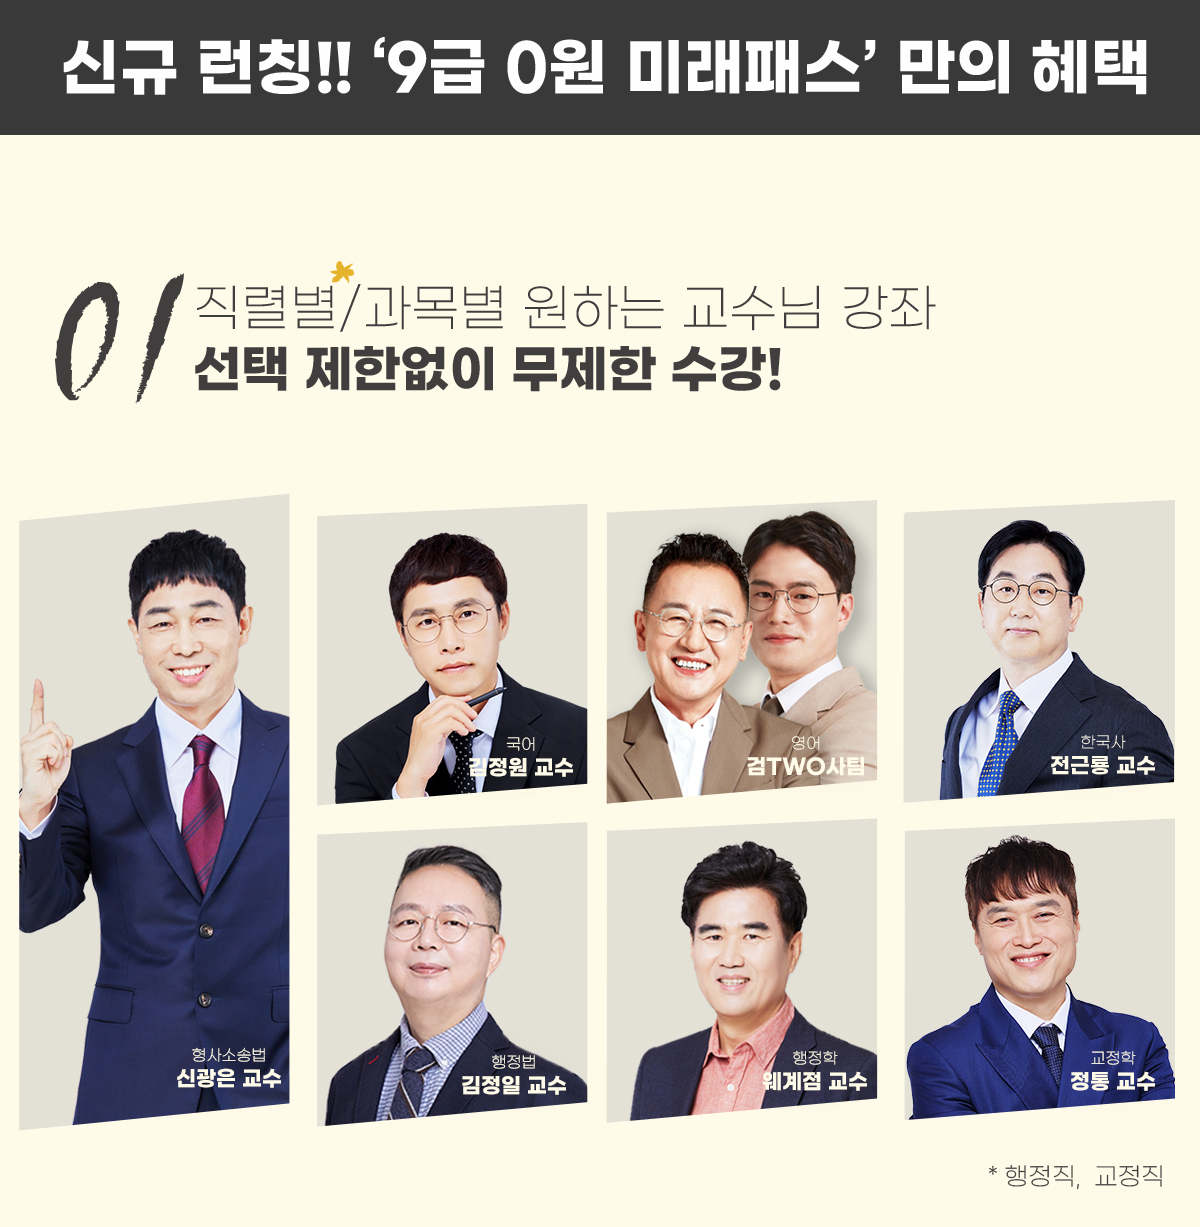 신규 런칭!! ‘9급 0원 미래패스’ 만의 혜택
01
직렬별/과목별 원하는 교수님 강좌
선택 제한없이 무제한 수강!
국어
김정원 교수
영어
검TWO사팀
한국사
전근룡 교수
형사소송법
신광은 교수
행정법
김정일 교수
행정학
웨계점 교수
교정학
정통 교수
* 행정직, 교정직